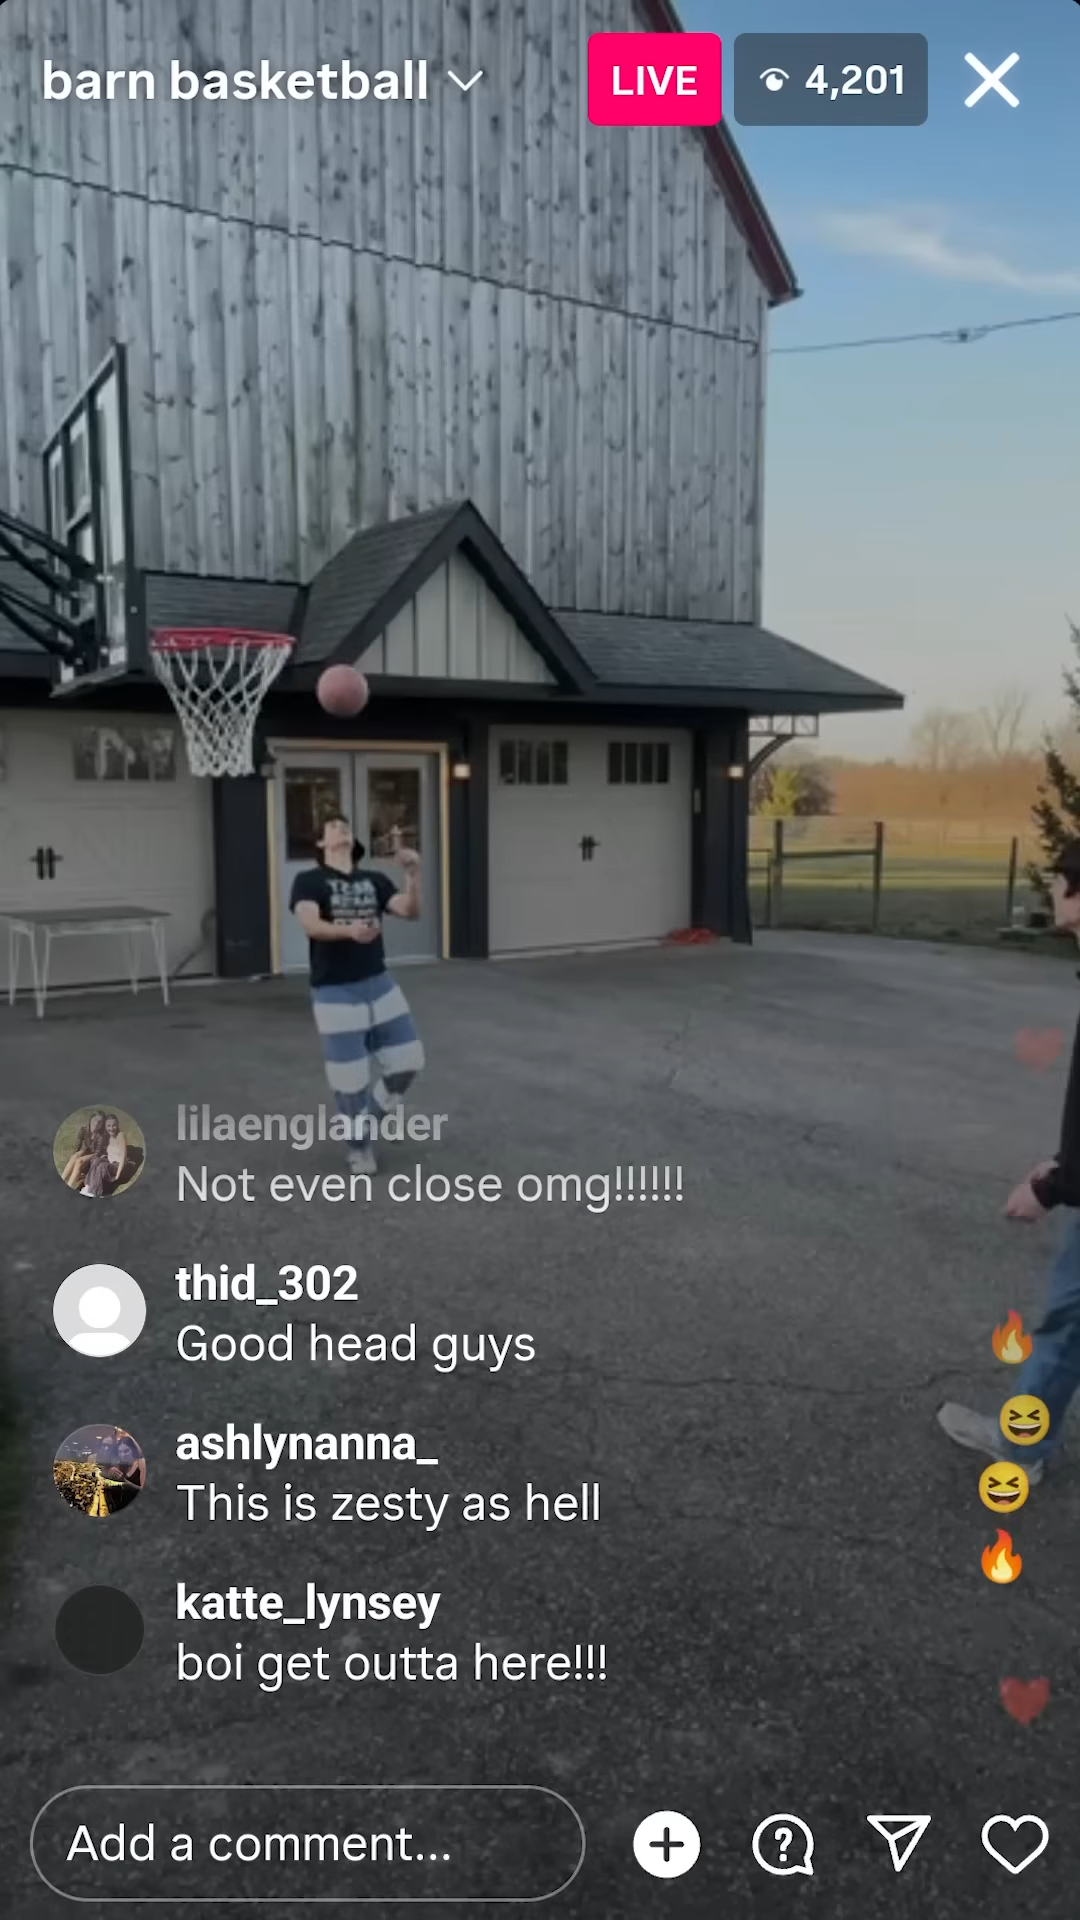 barn basketball
LIVE
4,201
lilaenglander
Not even close omg!!!!!!
thid_302
Good head guys
ashlynanna_
This is zesty as hell
katte_lynsey
boi get outta here!!!
Add a comment...